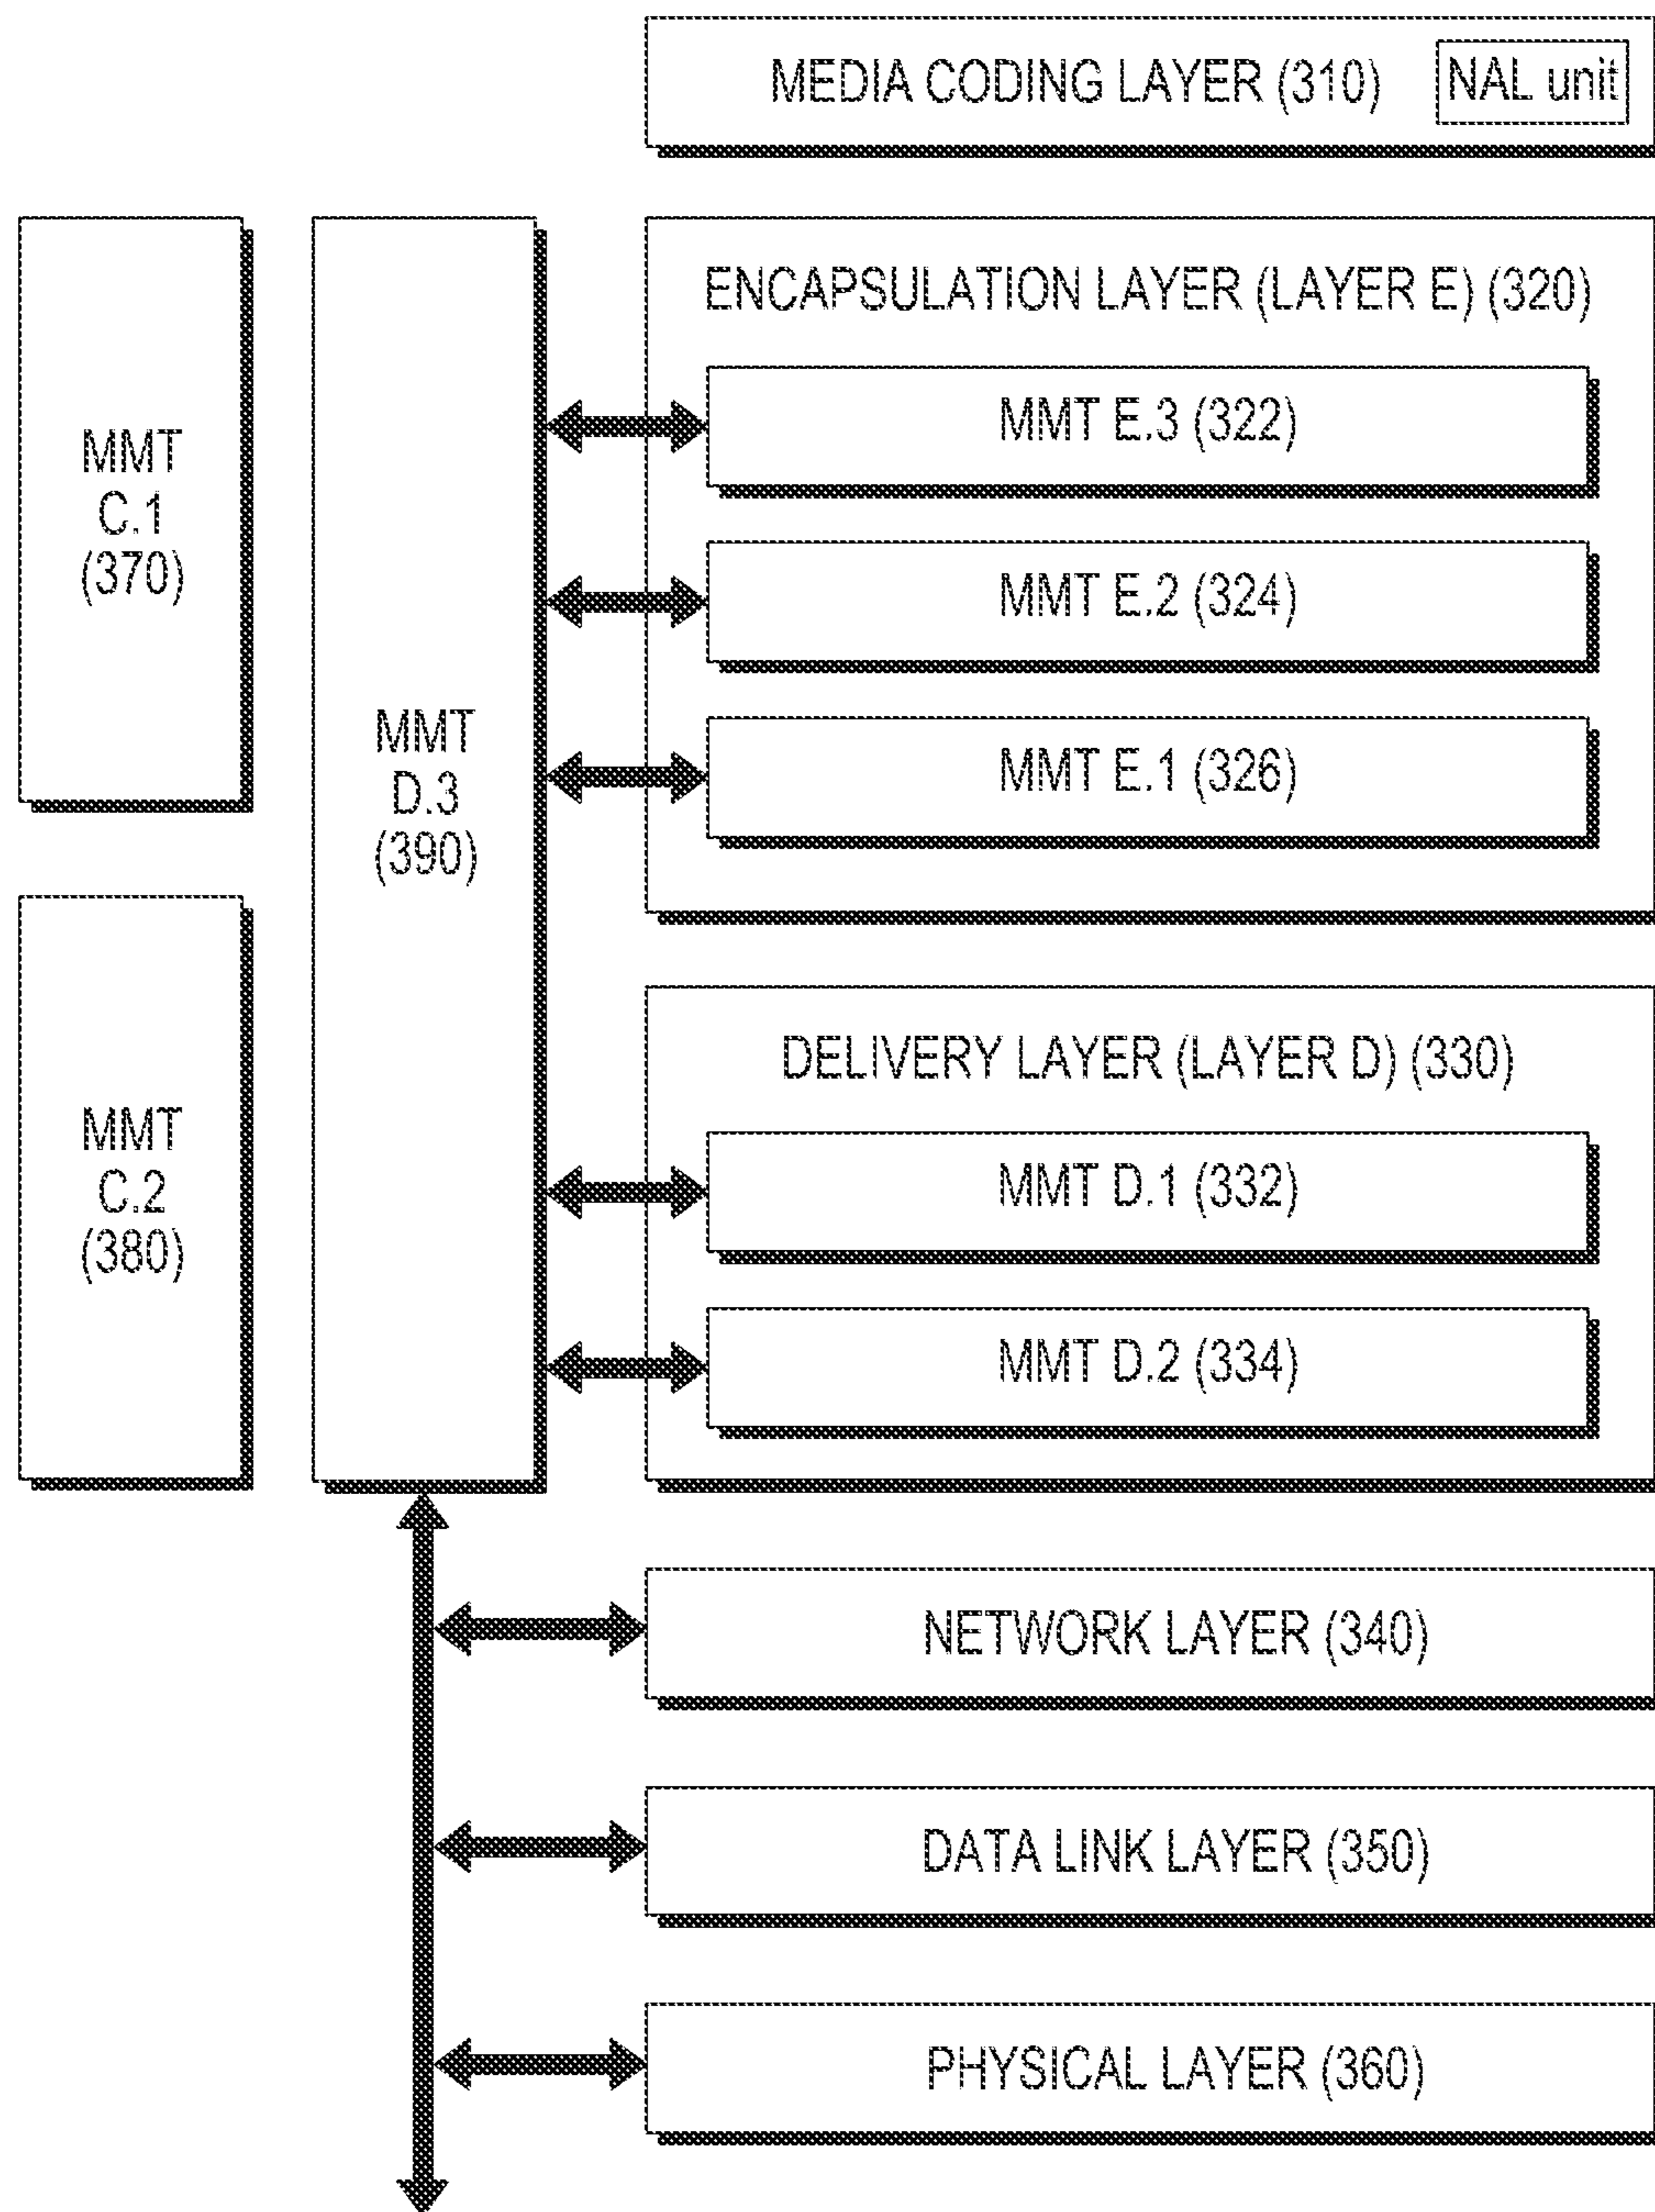 MEDIA CODING LAYER (310)
NAL unit
ENCAPSULATION LAYER (LAYER E) (320)
MMT E.3 (322)
MMT E.2 (324)
MMT E.1 (326)
MMT
C.1
(370)
MMT
D.3
(390)
MMT
C.2
(380)
DELIVERY LAYER (LAYER D) (330)
MMT D.1 (332)
MMT D.2 (334)
NETWORK LAYER (340)
DATA LINK LAYER (350)
PHYSICAL LAYER (360)